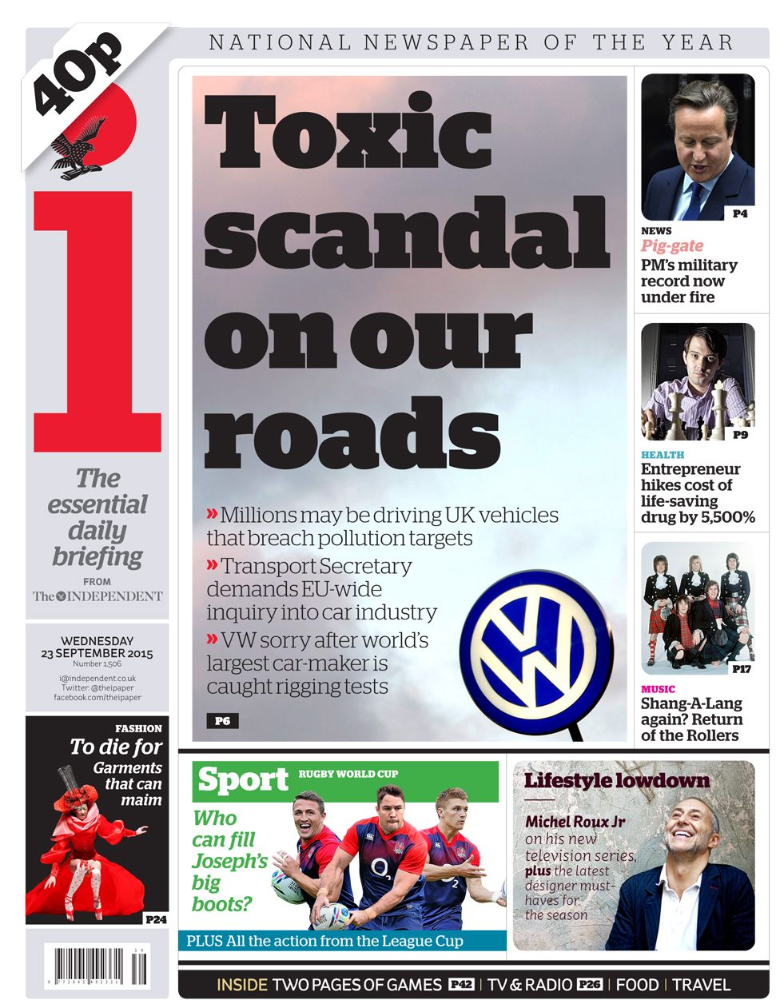 NATIONAL NEWSPAPER OF THE YEAR
40p
i
The
essential
daily
briefing
FROM
The INDEPENDENT
WEDNESDAY
23 SEPTEMBER 2015
Number 1,506
i@independent.co.uk
Twitter: @theipaper
facebook.com/theipaper
FASHION
To die for
Garments
that can
maim
P24
Toxic
scandal
on our
roads
» Millions may be driving UK vehicles
that breach pollution targets
» Transport Secretary
demands EU-wide
inquiry into car industry
» VW sorry after world's
largest car-maker is
caught rigging tests
P6
VW
P4
NEWS
Pig-gate
PM's military
record now
under fire
P9
HEALTH
Entrepreneur
hikes cost of
life-saving
drug by 5,500%
P17
MUSIC
Shang-A-Lang
again? Return
of the Rollers
Sport RUGBY WORLD CUP
Who
can fill
Joseph's
big
boots?
O2
O2
PLUS All the action from the League Cup
Lifestyle lowdown
Michel Roux Jr
on his new
television series,
plus the latest
designer must-
haves for
the season
INSIDE TWO PAGES OF GAMES P42 | TV & RADIO P26 | FOOD | TRAVEL